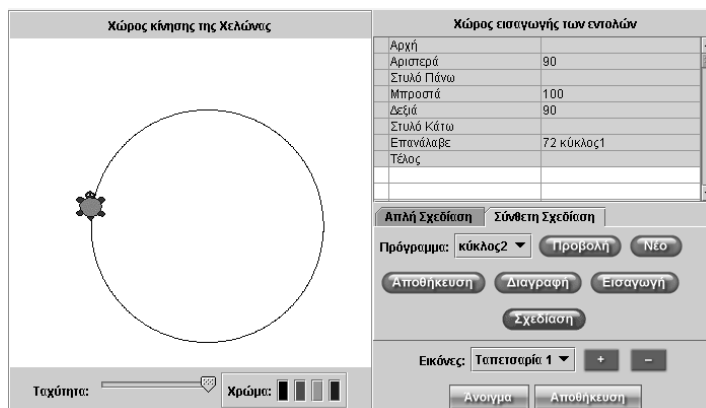 Χώρος κίνησης της Χελώνας
Χώρος εισαγωγής των εντολών
Αρχή
Αριστερά 90
Στυλό Πάνω
Μπροστά 100
Δεξιά 90
Στυλό Κάτω
Επανάλαβε 72 κύκλος1
Τέλος
Απλή Σχεδίαση Σύνθετη Σχεδίαση
Πρόγραμμα: κύκλος2 Προβολή Νέο
Αποθήκευση Διαγραφή Εισαγωγή
Σχεδίαση
Εικόνες: Ταπετσαρία 1 + -
Ταχύτητα: Χρώμα:
Ανοιγμα Αποθήκευση